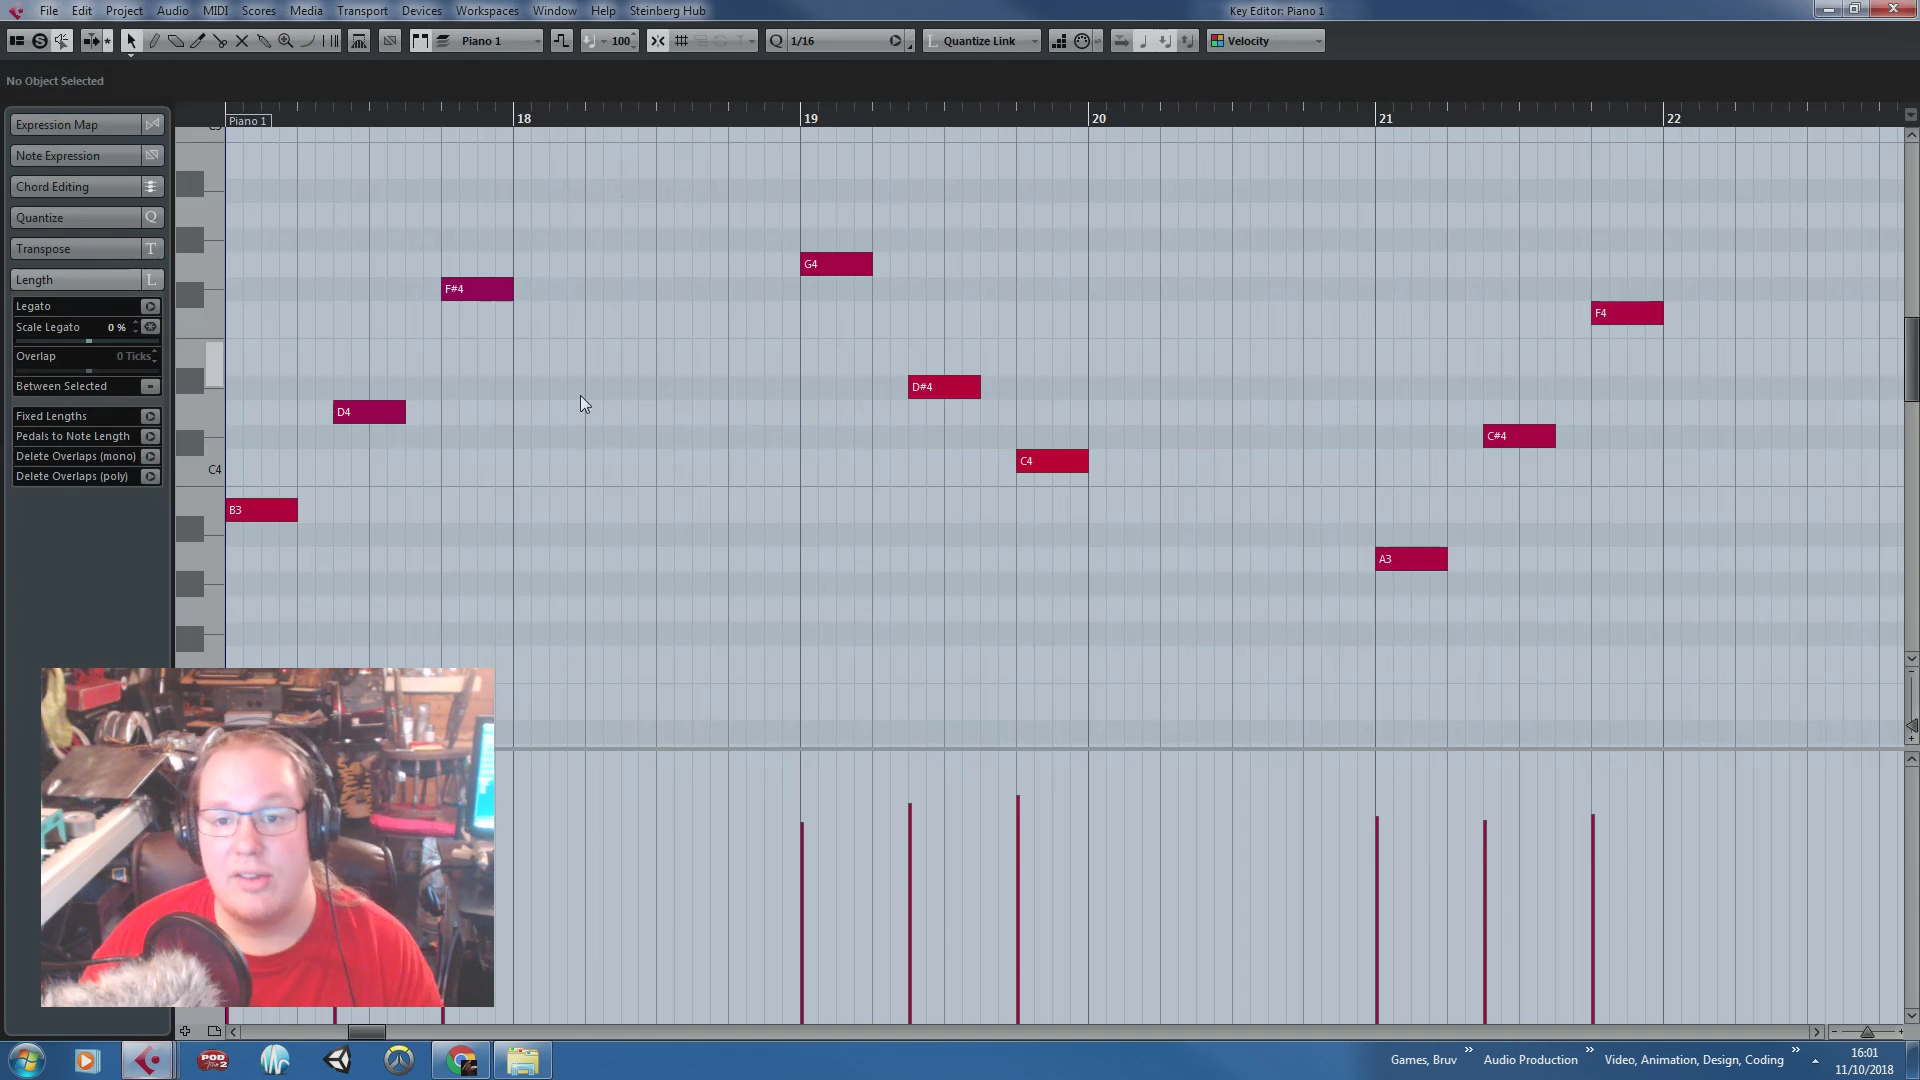 File Edit Project Audio MIDI Scores Media Transport Devices Workspaces Window Help Steinberg Hub
Key Editor: Piano 1
Piano 1
100
Q 1/16
Quantize Link
Velocity
No Object Selected
Expression Map
Note Expression
Chord Editing
Quantize Q
Transpose T
Length L
Legato
Scale Legato 0 %
Overlap 0 Ticks
Between Selected
Fixed Lengths
Pedals to Note Length
Delete Overlaps (mono)
Delete Overlaps (poly)
Piano 1
18
19
20
21
22
G4
F#4
F4
D#4
D4
C#4
C4
C4
B3
A3
POD
Games, Bruv
Audio Production
Video, Animation, Design, Coding
16:01
11/10/2018